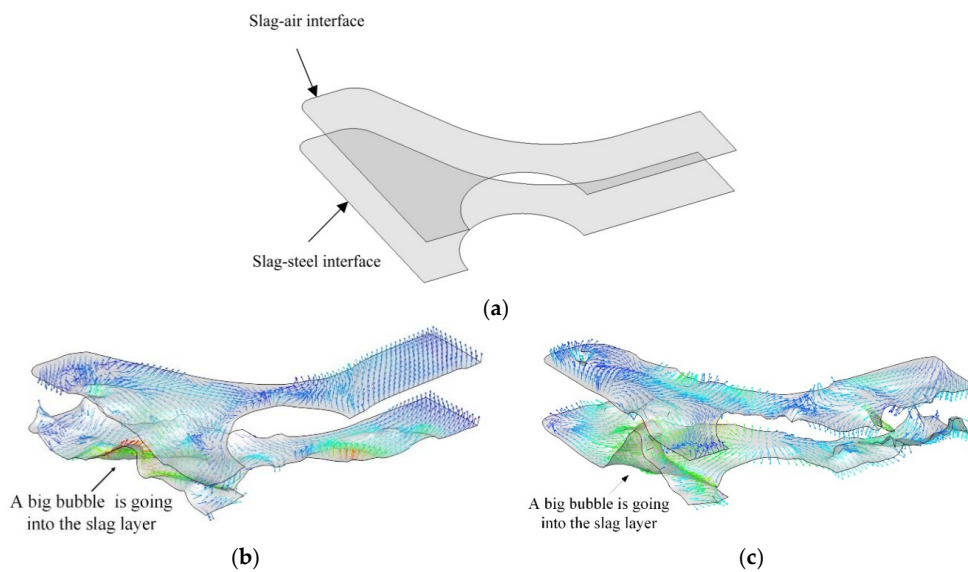 Slag-air interface
Slag-steel interface
(a)
A big bubble is going
into the slag layer
(b)
A big bubble is going
into the slag layer
(c)